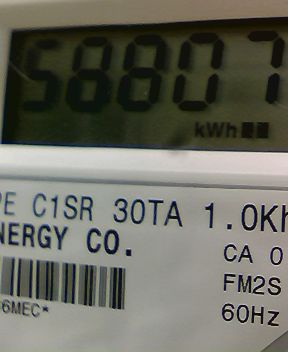 58807
kWh
PE C1SR 30TA 1.0Kh
NERGY CO.
CA 0
FM2S
6MEC*
60Hz